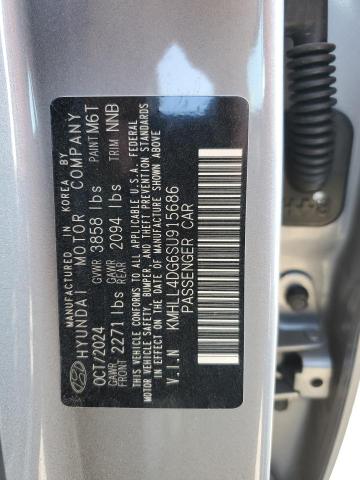 MANUFACTURED IN KOREA BY
HYUNDAI MOTOR COMPANY
OCT/2024 GVWR 3858 lbs PAINT M6T
GAWR FRONT 2271 lbs GAWR REAR 2094 lbs TRIM NNB
THIS VEHICLE CONFORMS TO ALL APPLICABLE U.S.A. FEDERAL
MOTOR VEHICLE SAFETY, BUMPER, AND THEFT PREVENTION STANDARDS
IN EFFECT ON THE DATE OF MANUFACTURE SHOWN ABOVE.
V.I.N KMHLL4DG6SU915686
PASSENGER CAR